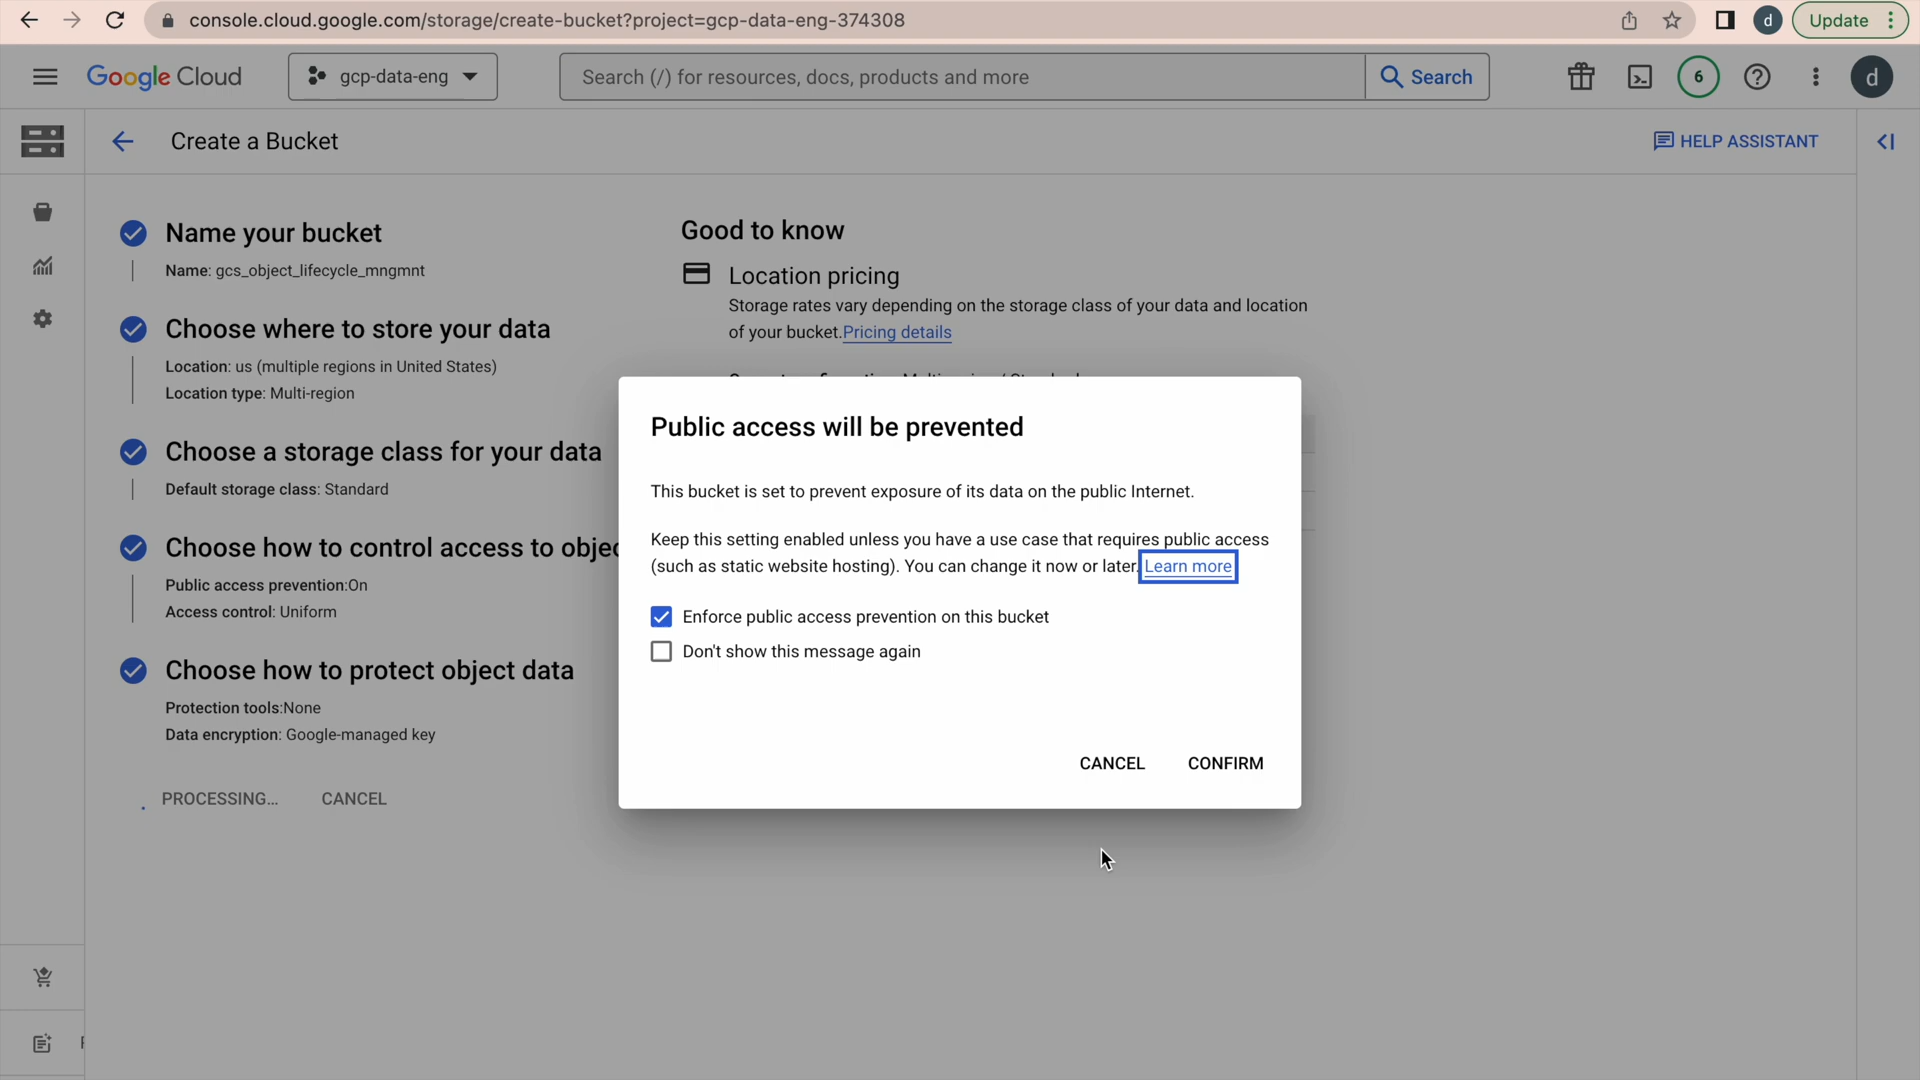 console.cloud.google.com/storage/create-bucket?project=gcp-data-eng-374308
d
Update
Google Cloud
gcp-data-eng
Search (/) for resources, docs, products and more
Search
6
d
Create a Bucket
HELP ASSISTANT
Name your bucket
Name: gcs_object_lifecycle_mngmnt
Choose where to store your data
Location: us (multiple regions in United States)
Location type: Multi-region
Choose a storage class for your data
Default storage class: Standard
Choose how to control access to objec
Public access prevention:On
Access control: Uniform
Choose how to protect object data
Protection tools:None
Data encryption: Google-managed key
PROCESSING...
CANCEL
Good to know
Location pricing
Storage rates vary depending on the storage class of your data and location
of your bucket.Pricing details
Public access will be prevented
This bucket is set to prevent exposure of its data on the public Internet.
Keep this setting enabled unless you have a use case that requires public access
(such as static website hosting). You can change it now or later. Learn more
Enforce public access prevention on this bucket
Don't show this message again
CANCEL
CONFIRM